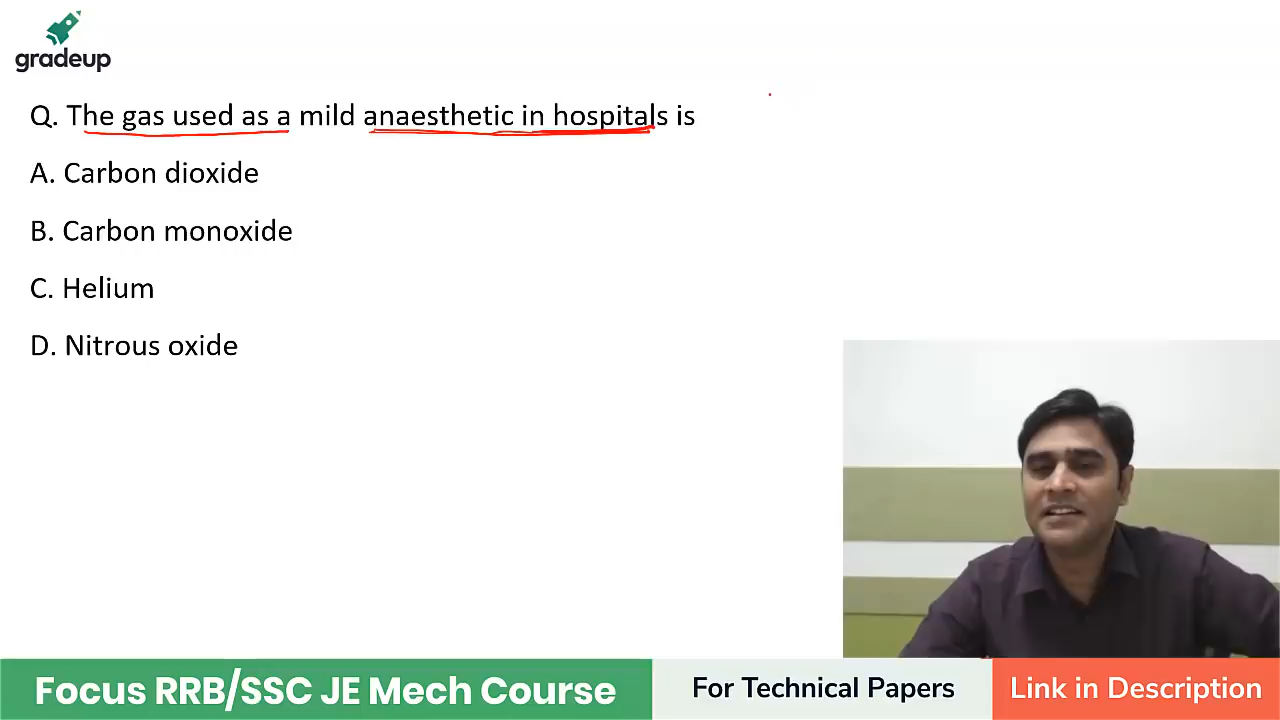 gradeup
Q. The gas used as a mild anaesthetic in hospitals is
A. Carbon dioxide
B. Carbon monoxide
C. Helium
D. Nitrous oxide
Focus RRB/SSC JE Mech Course
For Technical Papers
Link in Description